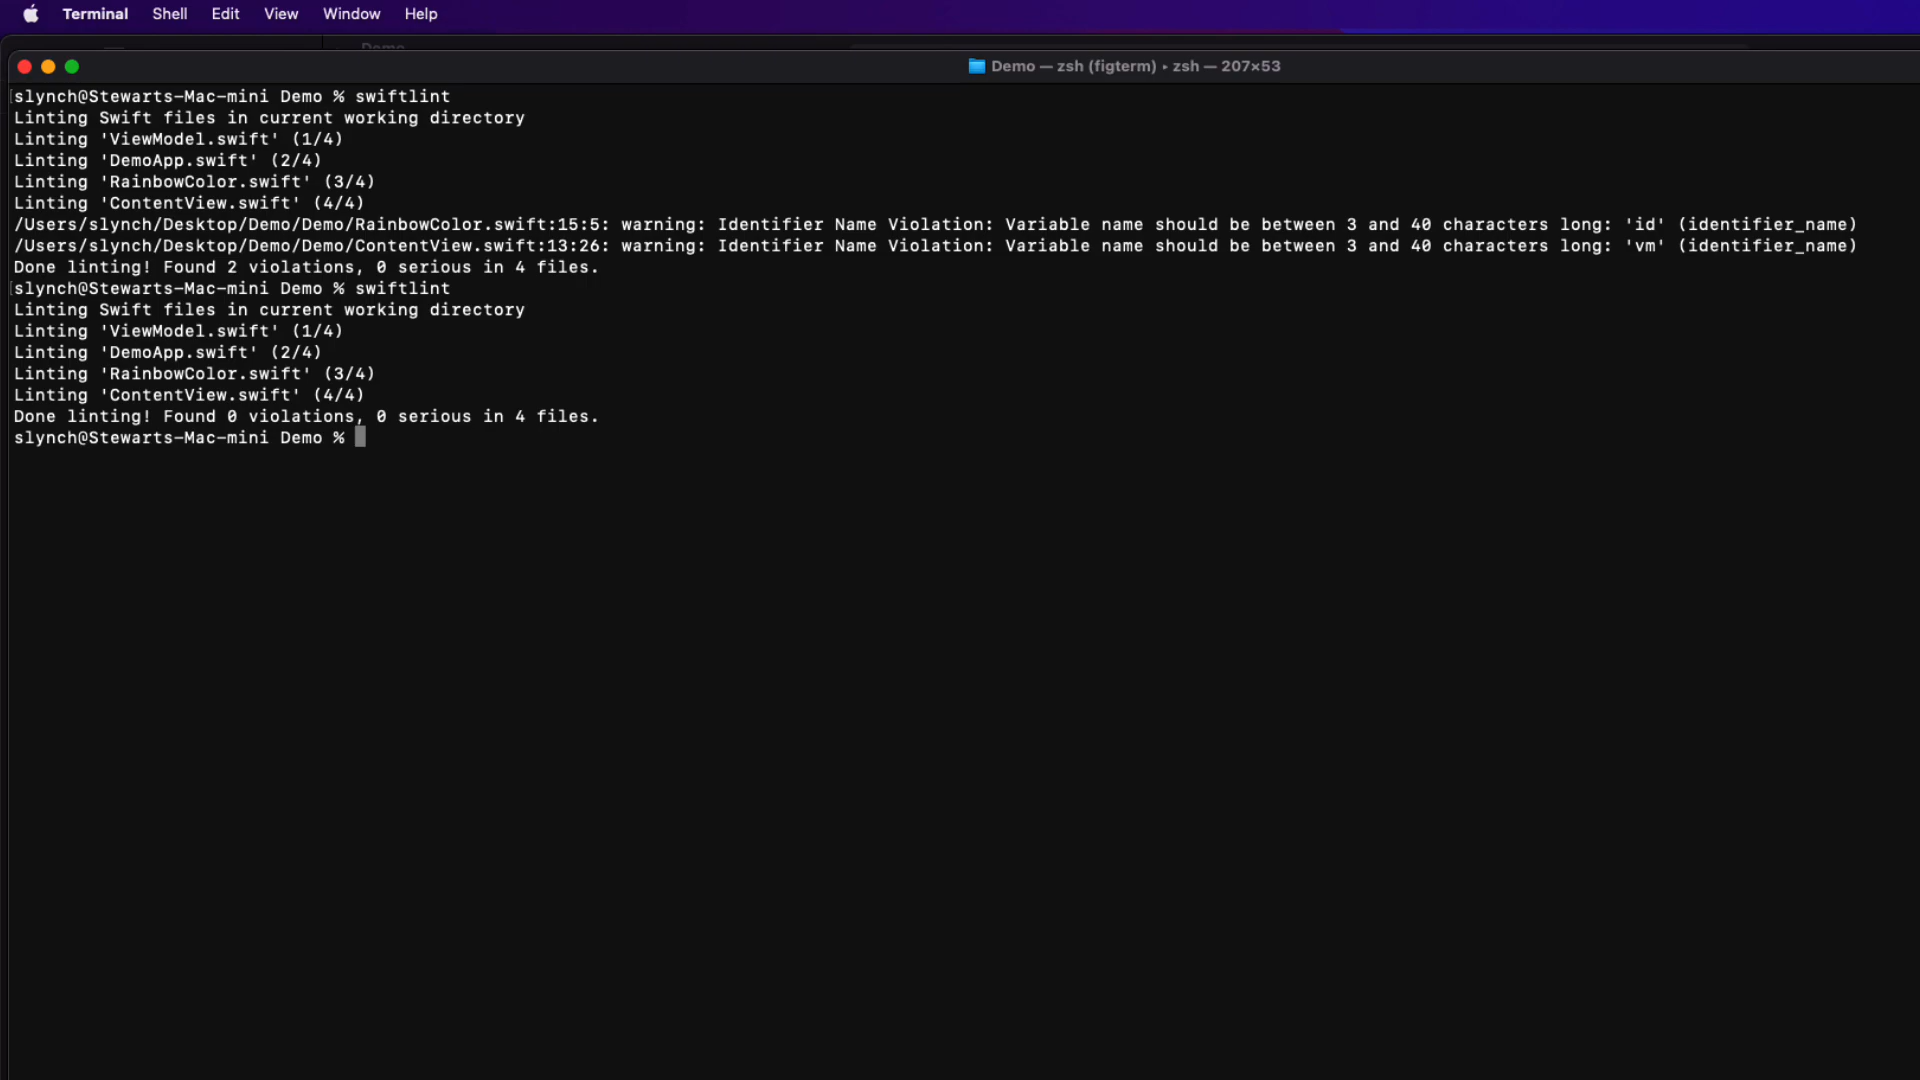 Terminal Shell Edit View Window Help
Demo
Demo — zsh (figterm) ▸ zsh — 207×53
[slynch@Stewarts-Mac-mini Demo % swiftlint
Linting Swift files in current working directory
Linting 'ViewModel.swift' (1/4)
Linting 'DemoApp.swift' (2/4)
Linting 'RainbowColor.swift' (3/4)
Linting 'ContentView.swift' (4/4)
/Users/slynch/Desktop/Demo/Demo/RainbowColor.swift:15:5: warning: Identifier Name Violation: Variable name should be between 3 and 40 characters long: 'id' (identifier_name)
/Users/slynch/Desktop/Demo/Demo/ContentView.swift:13:26: warning: Identifier Name Violation: Variable name should be between 3 and 40 characters long: 'vm' (identifier_name)
Done linting! Found 2 violations, 0 serious in 4 files.
[slynch@Stewarts-Mac-mini Demo % swiftlint
Linting Swift files in current working directory
Linting 'ViewModel.swift' (1/4)
Linting 'DemoApp.swift' (2/4)
Linting 'RainbowColor.swift' (3/4)
Linting 'ContentView.swift' (4/4)
Done linting! Found 0 violations, 0 serious in 4 files.
slynch@Stewarts-Mac-mini Demo %